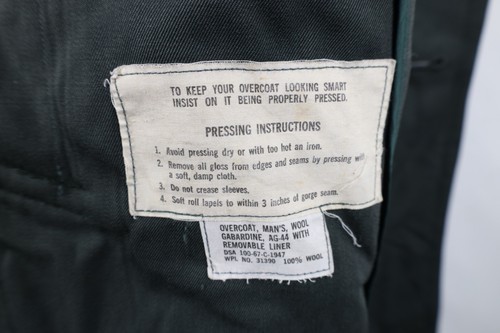 TO KEEP YOUR OVERCOAT LOOKING SMART
INSIST ON IT BEING PROPERLY PRESSED.
PRESSING INSTRUCTIONS
1. Avoid pressing dry or with too hot an iron.
2. Remove all gloss from edges and seams by pressing with
a soft, damp cloth.
3. Do not crease sleeves.
4. Soft roll lapels to within 3 inches of gorge seam.
OVERCOAT, MAN'S, WOOL
GABARDINE, AG-44 WITH
REMOVABLE LINER
DSA 100-67-C-1947
WPL NO. 31390 100% WOOL